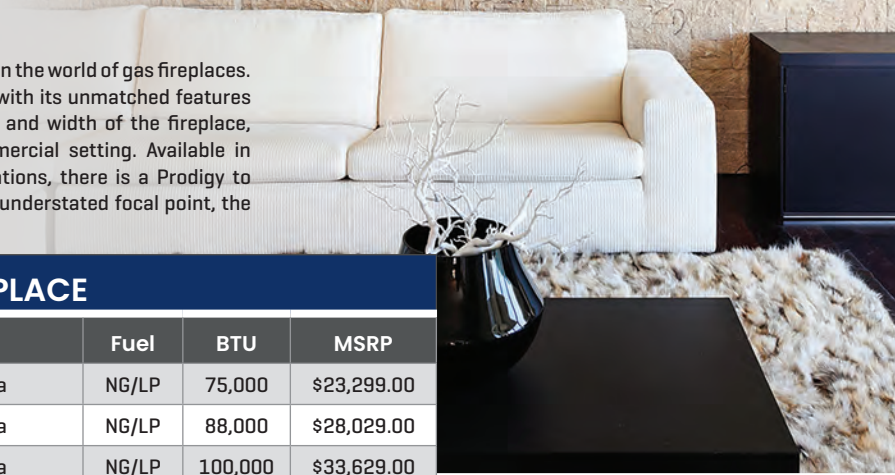 n the world of gas fireplaces.
with its unmatched features
and width of the fireplace,
mercial setting. Available in
ations, there is a Prodigy to
understated focal point, the
PLACE
Fuel BTU MSRP
a NG/LP 75,000 $23,299.00
a NG/LP 88,000 $28,029.00
a NG/LP 100,000 $33,629.00